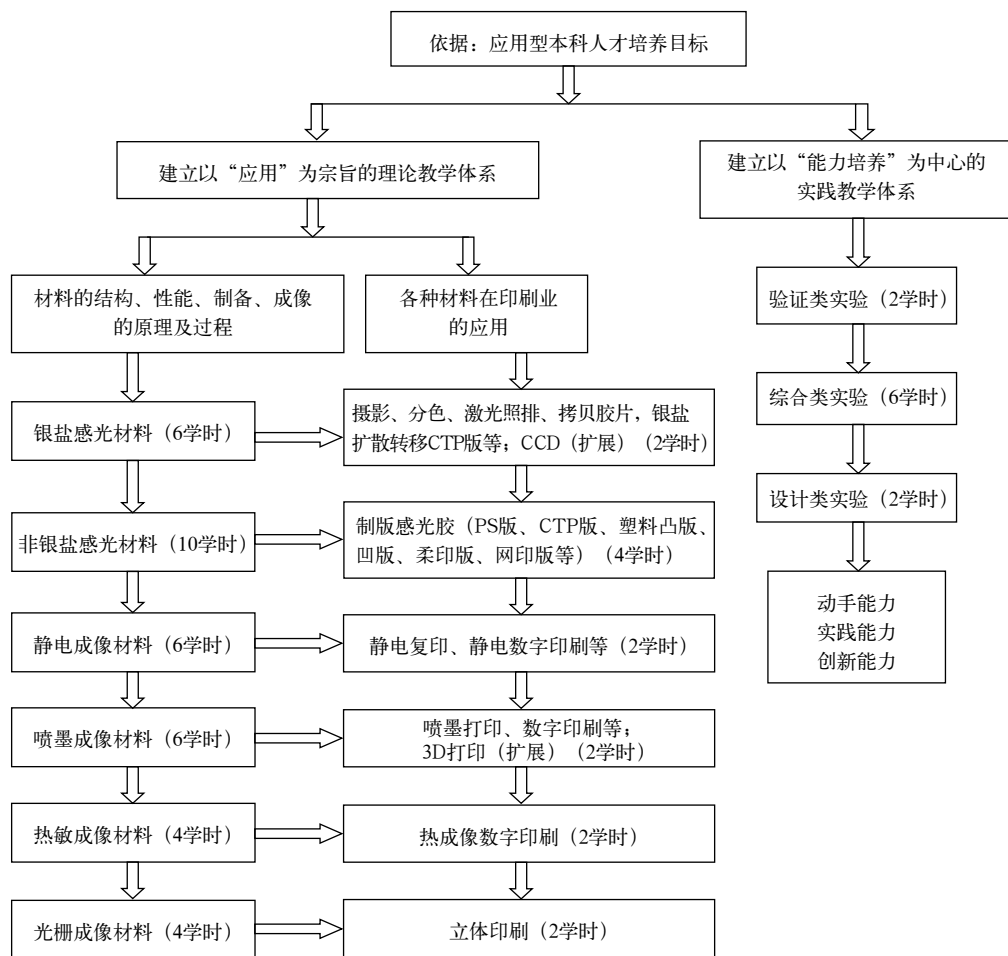 依据：应用型本科人才培养目标
建立以“应用”为宗旨的理论教学体系
建立以“能力培养”为中心的
实践教学体系
材料的结构、性能、制备、成像
的原理及过程
各种材料在印刷业
的应用
验证类实验（2学时）
综合类实验（6学时）
设计类实验（2学时）
动手能力
实践能力
创新能力
银盐感光材料（6学时）
摄影、分色、激光照排、拷贝胶片，银盐
扩散转移CTP版等；CCD（扩展）（2学时）
非银盐感光材料（10学时）
制版感光胶（PS版、CTP版、塑料凸版、
凹版、柔印版、网印版等）（4学时）
静电成像材料（6学时）
静电复印、静电数字印刷等（2学时）
喷墨成像材料（6学时）
喷墨打印、数字印刷等；
3D打印（扩展）（2学时）
热敏成像材料（4学时）
热成像数字印刷（2学时）
光栅成像材料（4学时）
立体印刷（2学时）